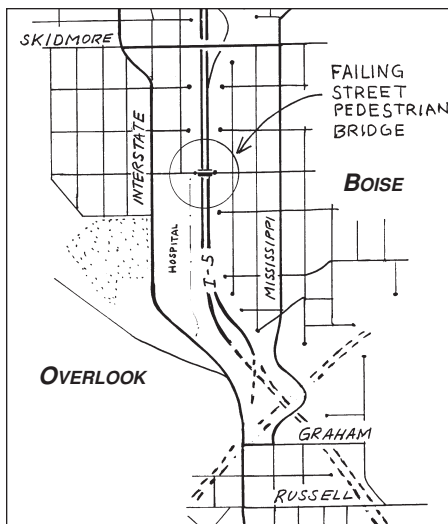 SKIDMORE
FAILING
STREET
PEDESTRIAN
BRIDGE
INTERSTATE
BOISE
HOSPITAL
I-5
MISSISSIPPI
OVERLOOK
GRAHAM
RUSSELL